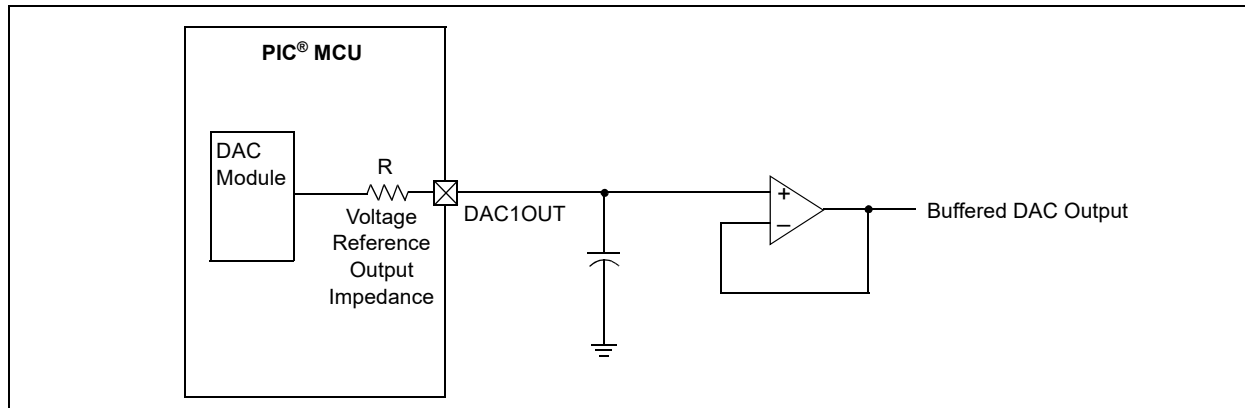 PIC® MCU
DAC
Module
R
Voltage
Reference
Output
Impedance
DAC1OUT
+
–
Buffered DAC Output